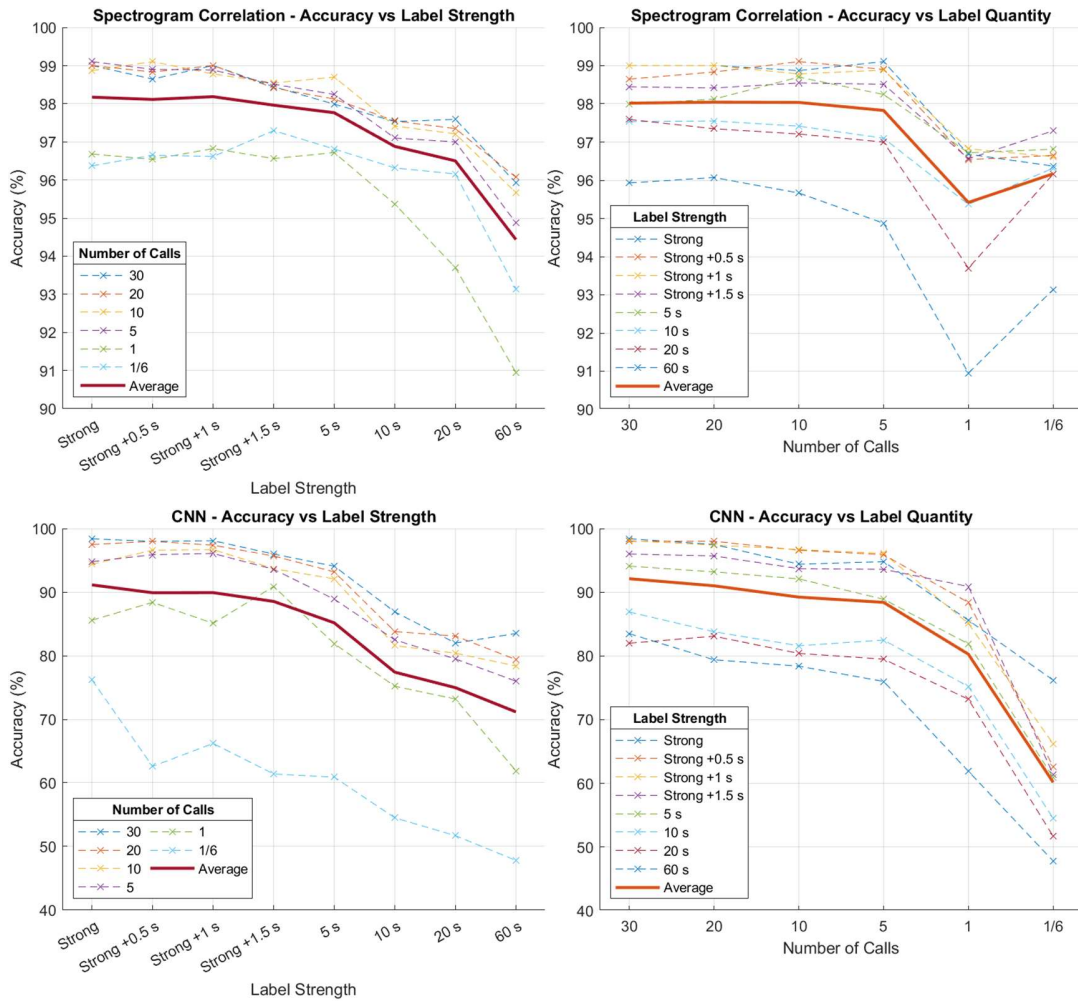 Spectrogram Correlation - Accuracy vs Label Strength
100
99
98
97
96
95
94
93
92
91
90
Accuracy (%)
Number of Calls
30
20
10
5
1
1/6
Average
Strong
Strong +0.5 s
Strong +1 s
Strong +1.5 s
5 s
10 s
20 s
60 s
Label Strength
Spectrogram Correlation - Accuracy vs Label Quantity
100
99
98
97
96
95
94
93
92
91
90
Accuracy (%)
Label Strength
Strong
Strong +0.5 s
Strong +1 s
Strong +1.5 s
5 s
10 s
20 s
60 s
Average
30
20
10
5
1
1/6
Number of Calls
CNN - Accuracy vs Label Strength
100
90
80
70
60
50
40
Accuracy (%)
Number of Calls
30
20
10
5
1
1/6
Average
Strong
Strong +0.5 s
Strong +1 s
Strong +1.5 s
5 s
10 s
20 s
60 s
Label Strength
CNN - Accuracy vs Label Quantity
100
90
80
70
60
50
40
Accuracy (%)
Label Strength
Strong
Strong +0.5 s
Strong +1 s
Strong +1.5 s
5 s
10 s
20 s
60 s
Average
30
20
10
5
1
1/6
Number of Calls